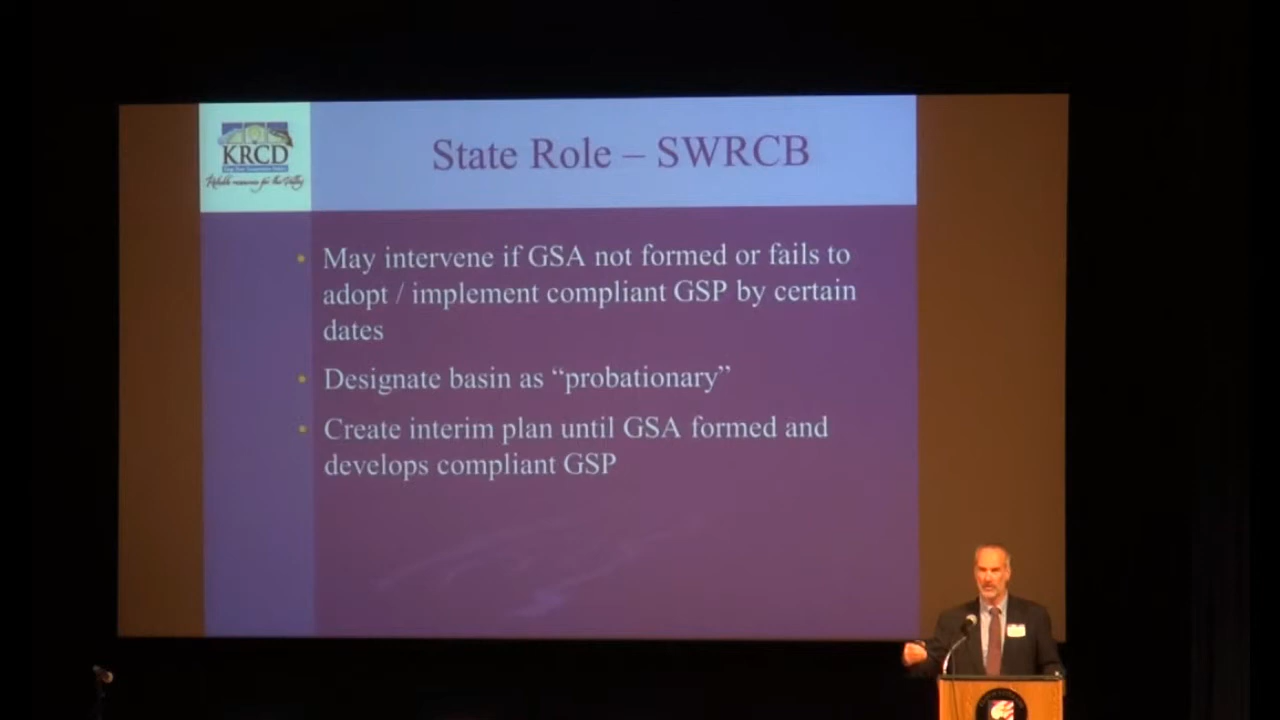 KRCD
State Role – SWRCB
• May intervene if GSA not formed or fails to
adopt / implement compliant GSP by certain
dates
• Designate basin as “probationary”
• Create interim plan until GSA formed and
develops compliant GSP